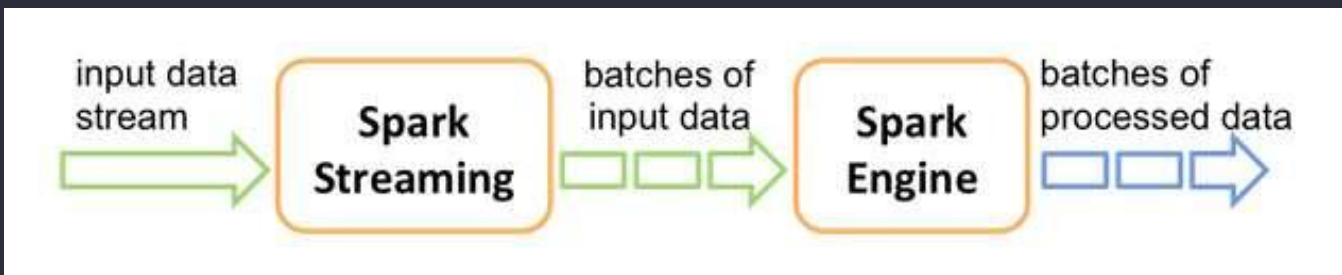 input data
stream
Spark
Streaming
batches of
input data
Spark
Engine
batches of
processed data